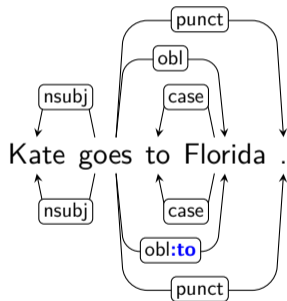 punct
obl
nsubj case
Kate goes to Florida .
nsubj case
obl:to
punct